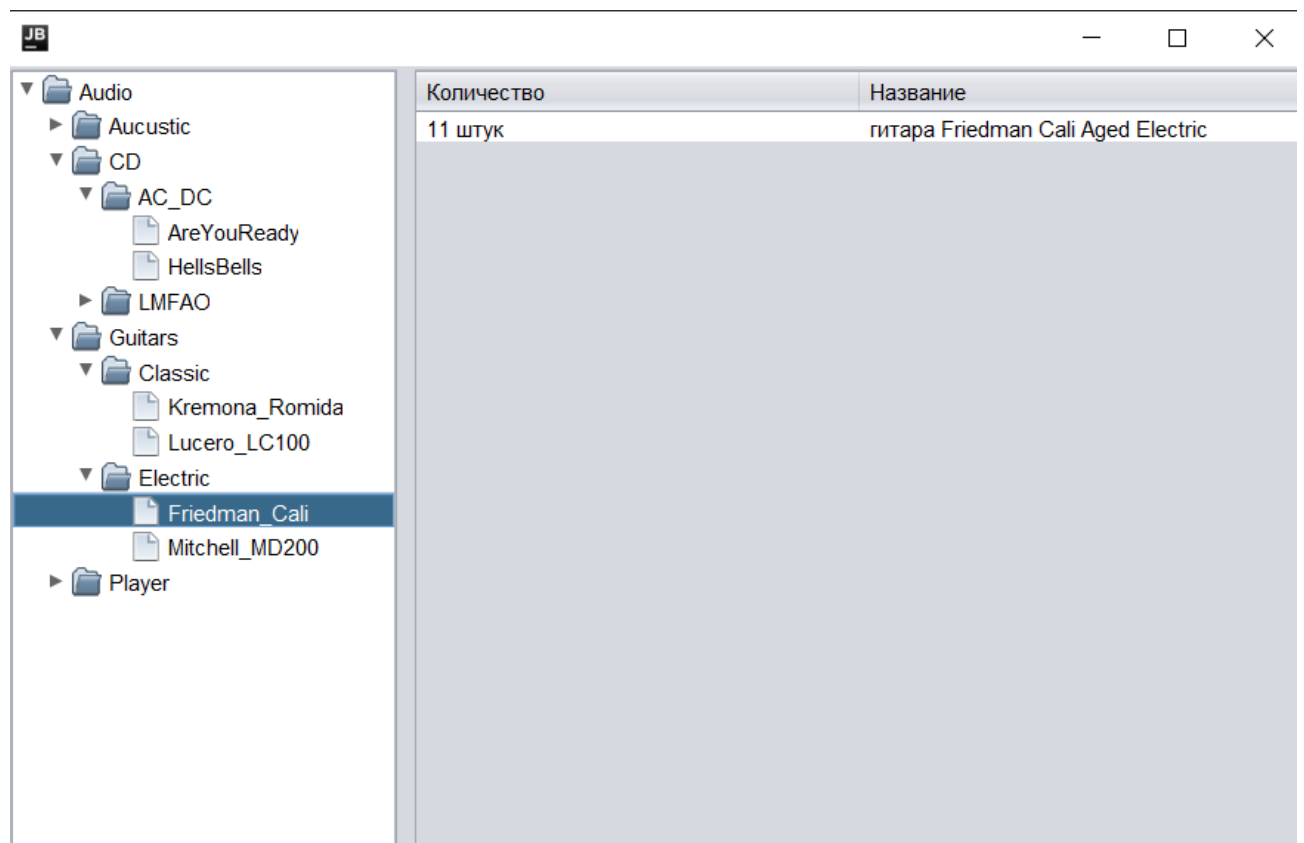 JB
Audio
Aucustic
CD
AC_DC
AreYouReady
HellsBells
LMFAO
Guitars
Classic
Kremona_Romida
Lucero_LC100
Electric
Friedman_Cali
Mitchell_MD200
Player
Количество Название
11 штук гитара Friedman Cali Aged Electric